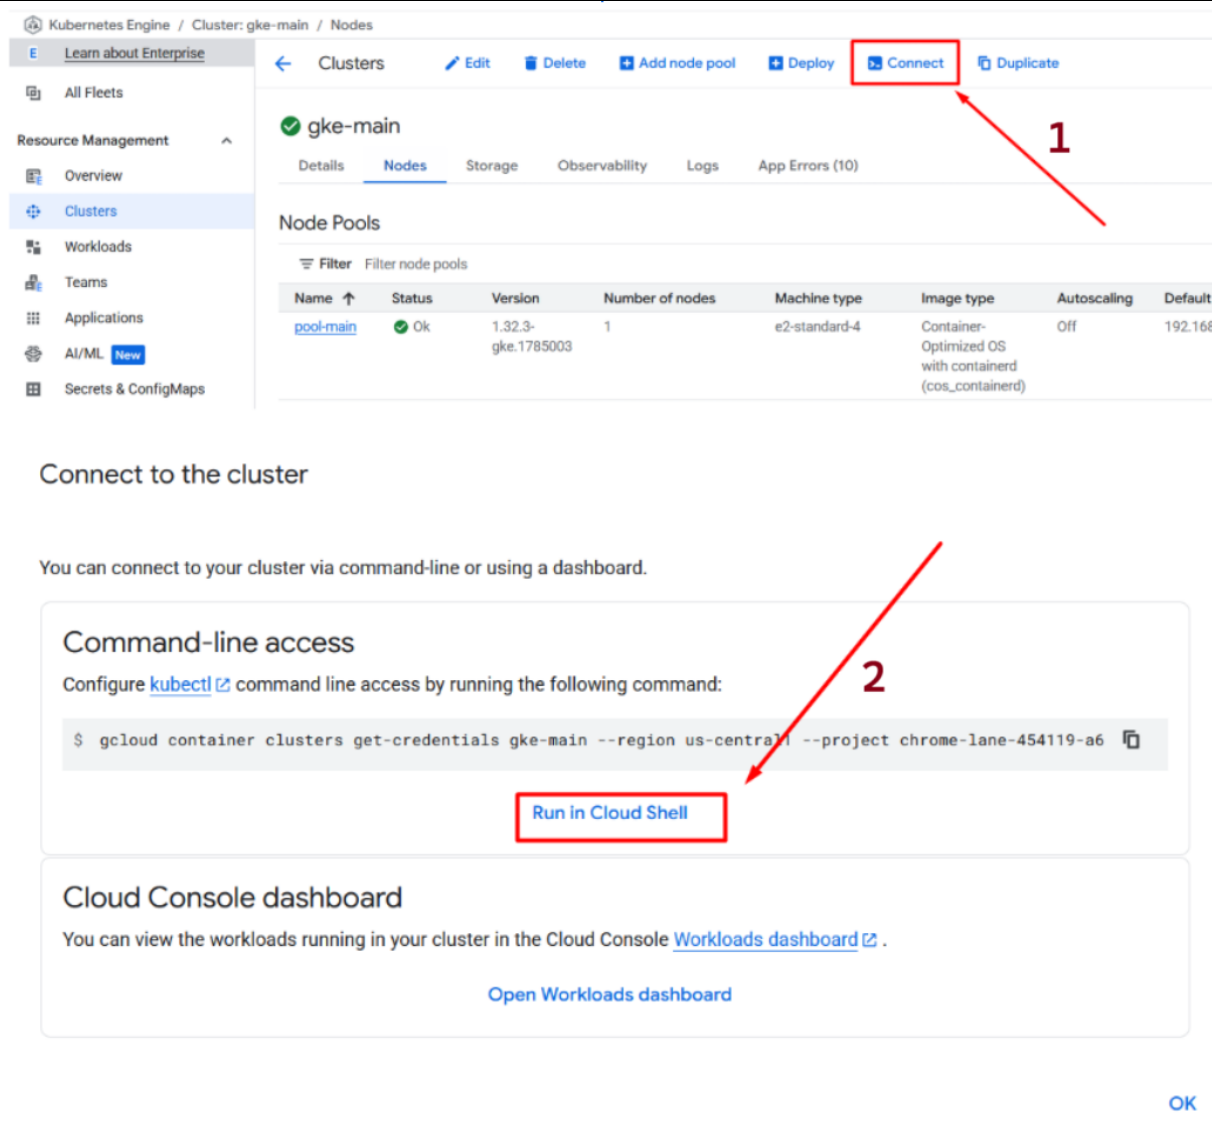 Kubernetes Engine / Cluster: gke-main / Nodes
E Learn about Enterprise
Clusters Edit Delete Add node pool Deploy Connect Duplicate
All Fleets
1
gke-main
Resource Management
Details Nodes Storage Observability Logs App Errors (10)
Overview
Clusters
Node Pools
Workloads
Filter Filter node pools
Teams
Name Status Version Number of nodes Machine type Image type Autoscaling Default
Applications
pool-main Ok 1.32.3- 1 e2-standard-4 Container- Off 192.168
gke.1785003 Optimized OS
AI/ML New
with containerd
Secrets & ConfigMaps
(cos_containerd)
Connect to the cluster
You can connect to your cluster via command-line or using a dashboard.
Command-line access
2
Configure kubectl command line access by running the following command:
$ gcloud container clusters get-credentials gke-main --region us-central1 --project chrome-lane-454119-a6
Run in Cloud Shell
Cloud Console dashboard
You can view the workloads running in your cluster in the Cloud Console Workloads dashboard .
Open Workloads dashboard
OK